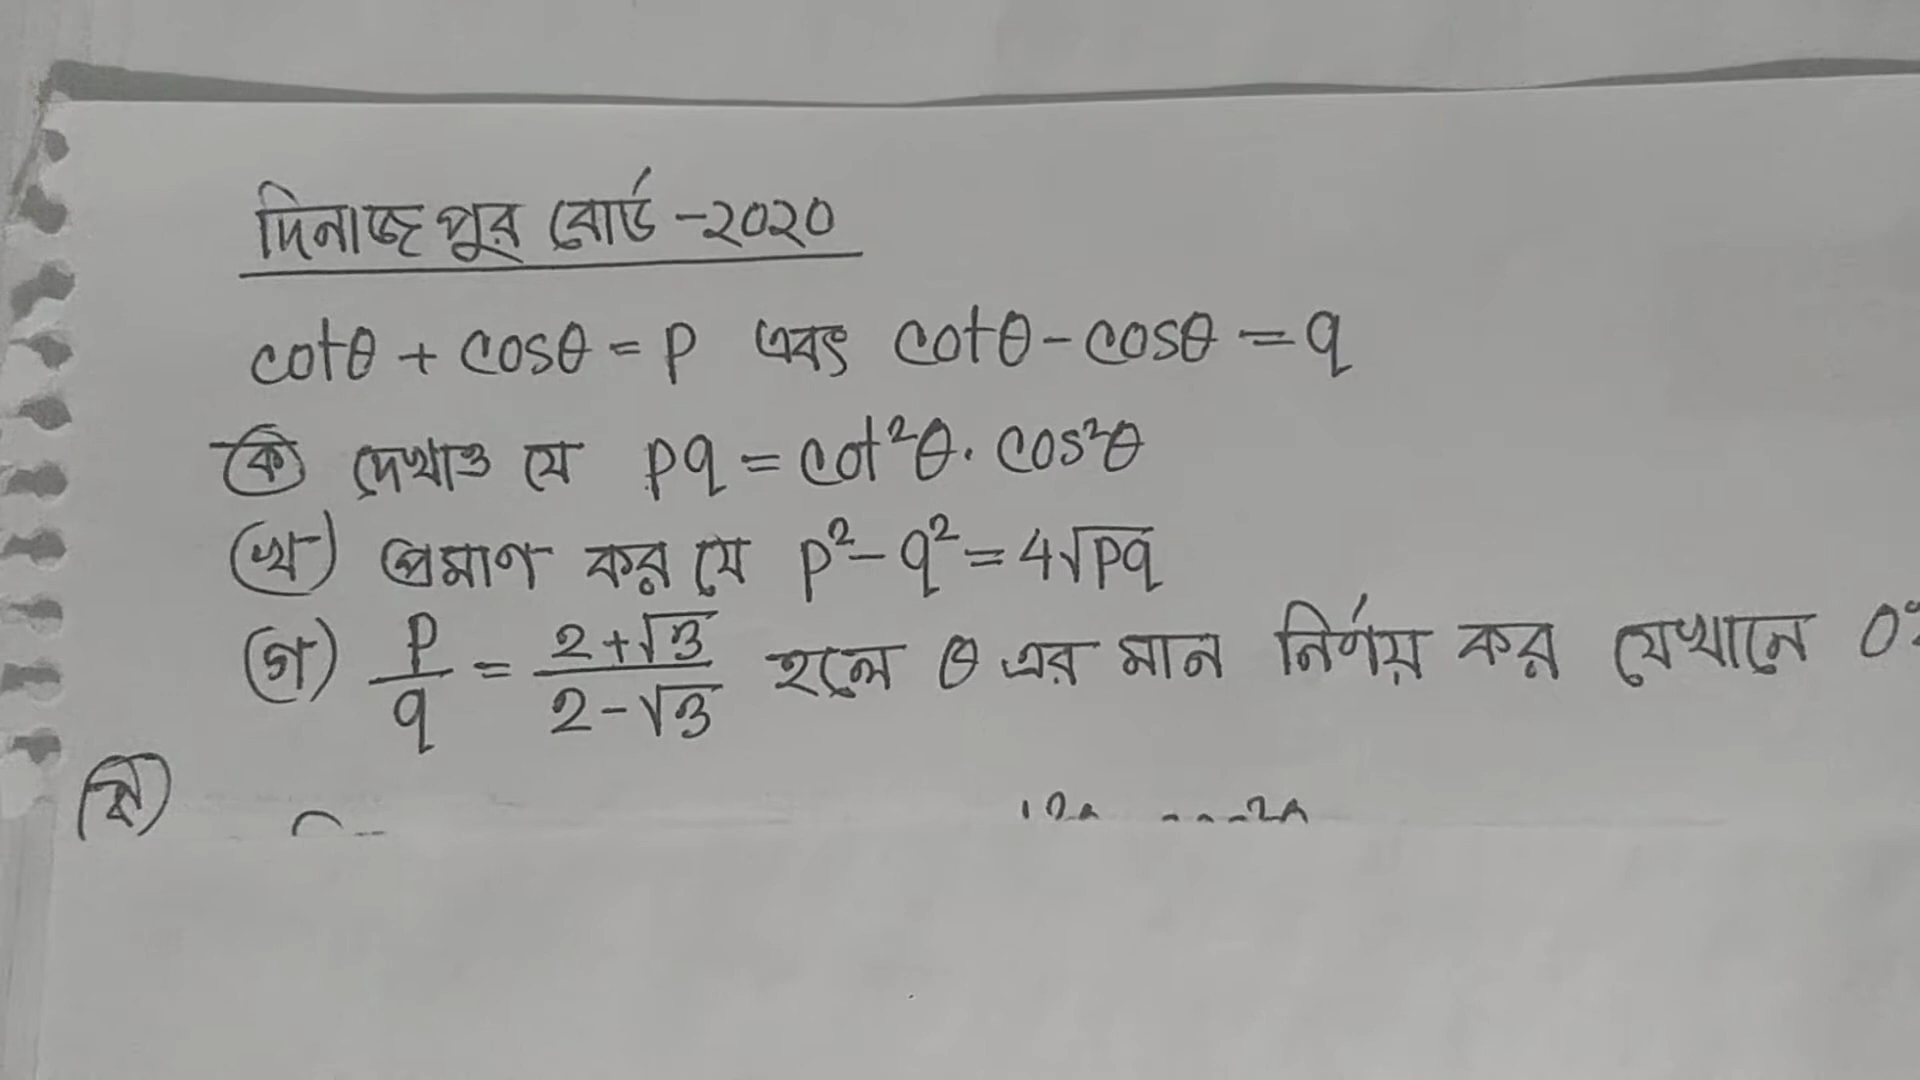 দিনাজপুর বোর্ড -২০২০
cotθ + cosθ = p এবং cotθ - cosθ = q
(ক) দেখাও যে pq = cot²θ. cos²θ
(খ) প্রমাণ কর যে p² - q² = 4√pq
(গ) p/q = 2+√3/2-√3 হলে θ এর মান নির্ণয় কর যেখানে 0°